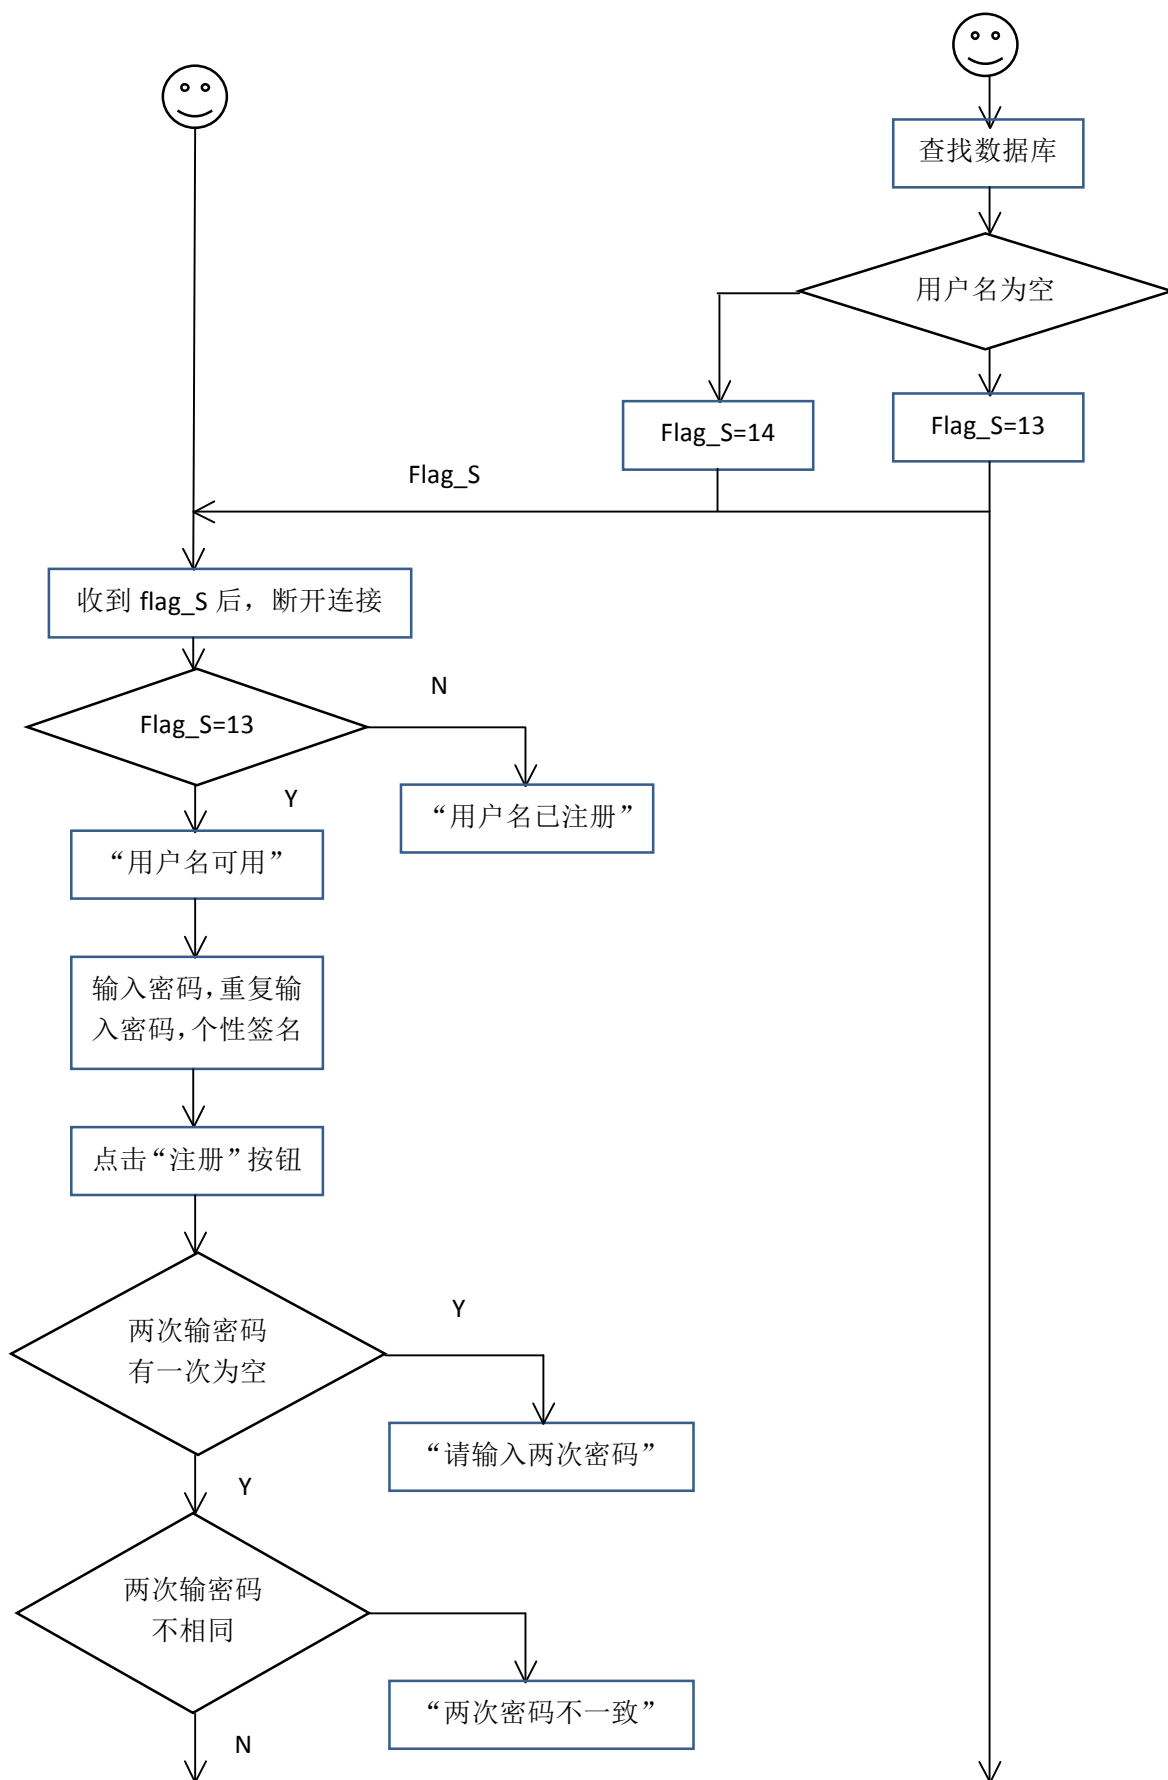 查找数据库
用户名为空
Flag_S=14
Flag_S=13
Flag_S
收到 flag_S 后，断开连接
N
Flag_S=13
Y
“用户名已注册”
“用户名可用”
输入密码，重复输
入密码，个性签名
点击“注册”按钮
Y
两次输密码
有一次为空
“请输入两次密码”
Y
两次输密码
不相同
“两次密码不一致”
N